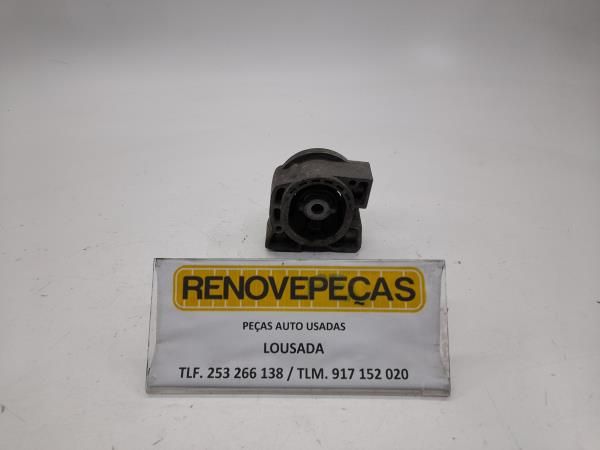 RENOVEPEÇAS
PEÇAS AUTO USADAS
LOUSADA
TLF. 253 266 138 / TLM. 917 152 020